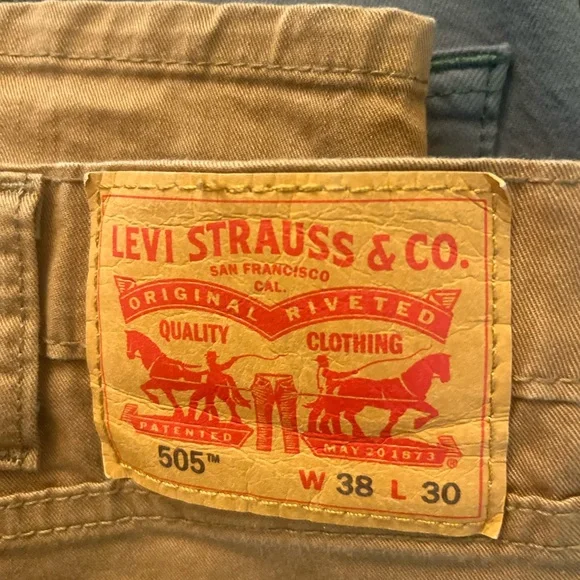 LEVI STRAUSS & CO.
SAN FRANCISCO
CAL.
ORIGINAL RIVETED
QUALITY CLOTHING
PATENTED MAY 20 1873 ®
505™
W 38 L 30